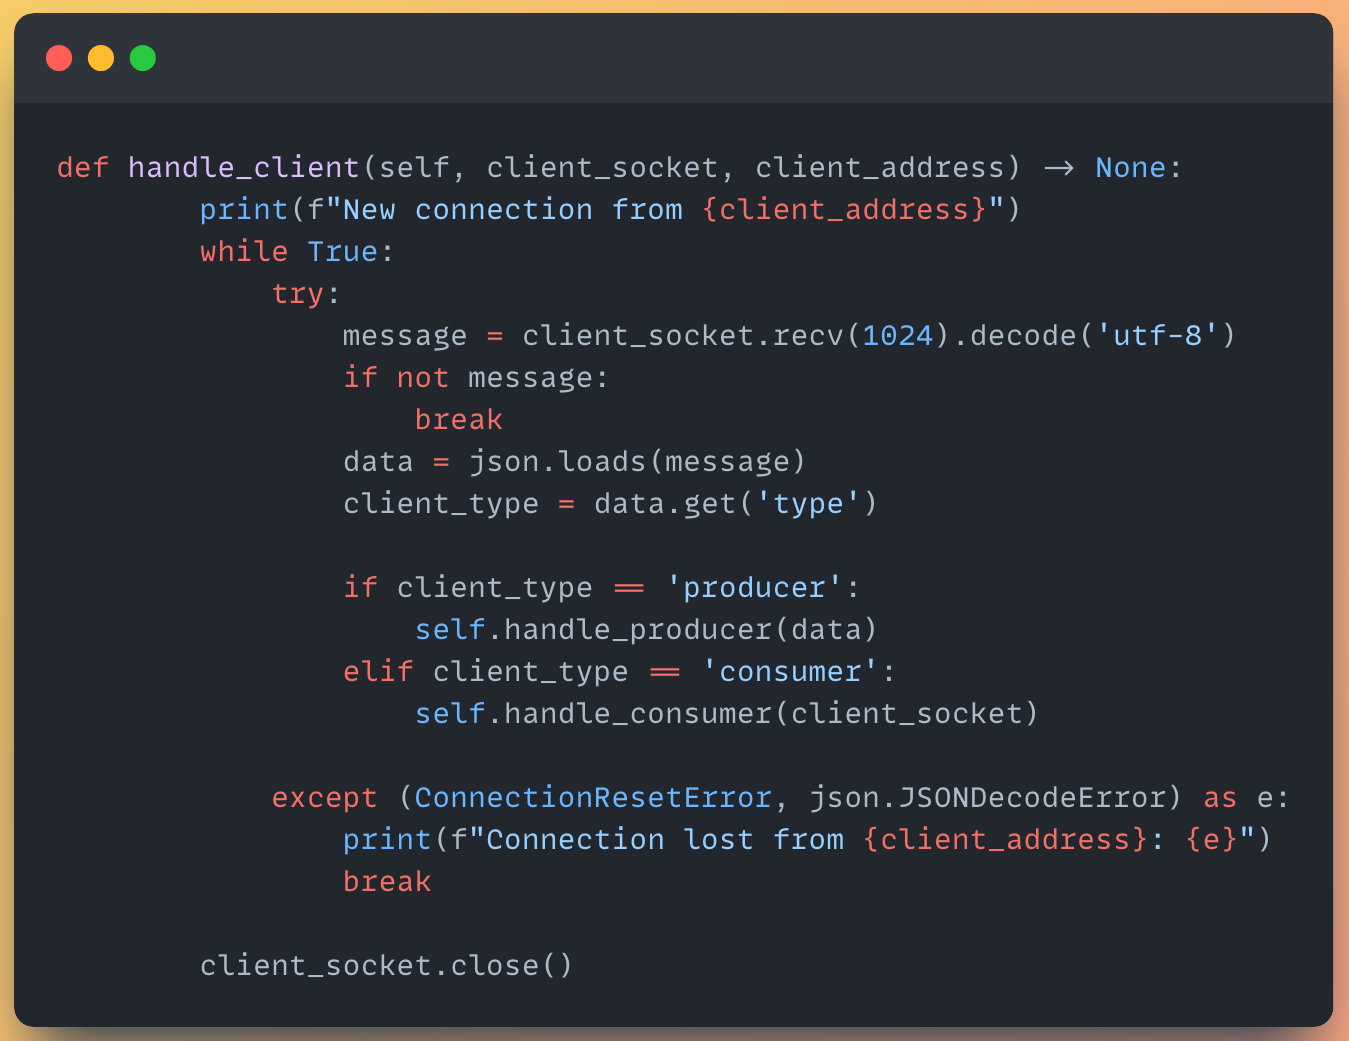 def handle_client(self, client_socket, client_address) -> None:
        print(f"New connection from {client_address}")
        while True:
            try:
                message = client_socket.recv(1024).decode('utf-8')
                if not message:
                    break
                data = json.loads(message)
                client_type = data.get('type')

                if client_type == 'producer':
                    self.handle_producer(data)
                elif client_type == 'consumer':
                    self.handle_consumer(client_socket)

            except (ConnectionResetError, json.JSONDecodeError) as e:
                print(f"Connection lost from {client_address}: {e}")
                break

        client_socket.close()